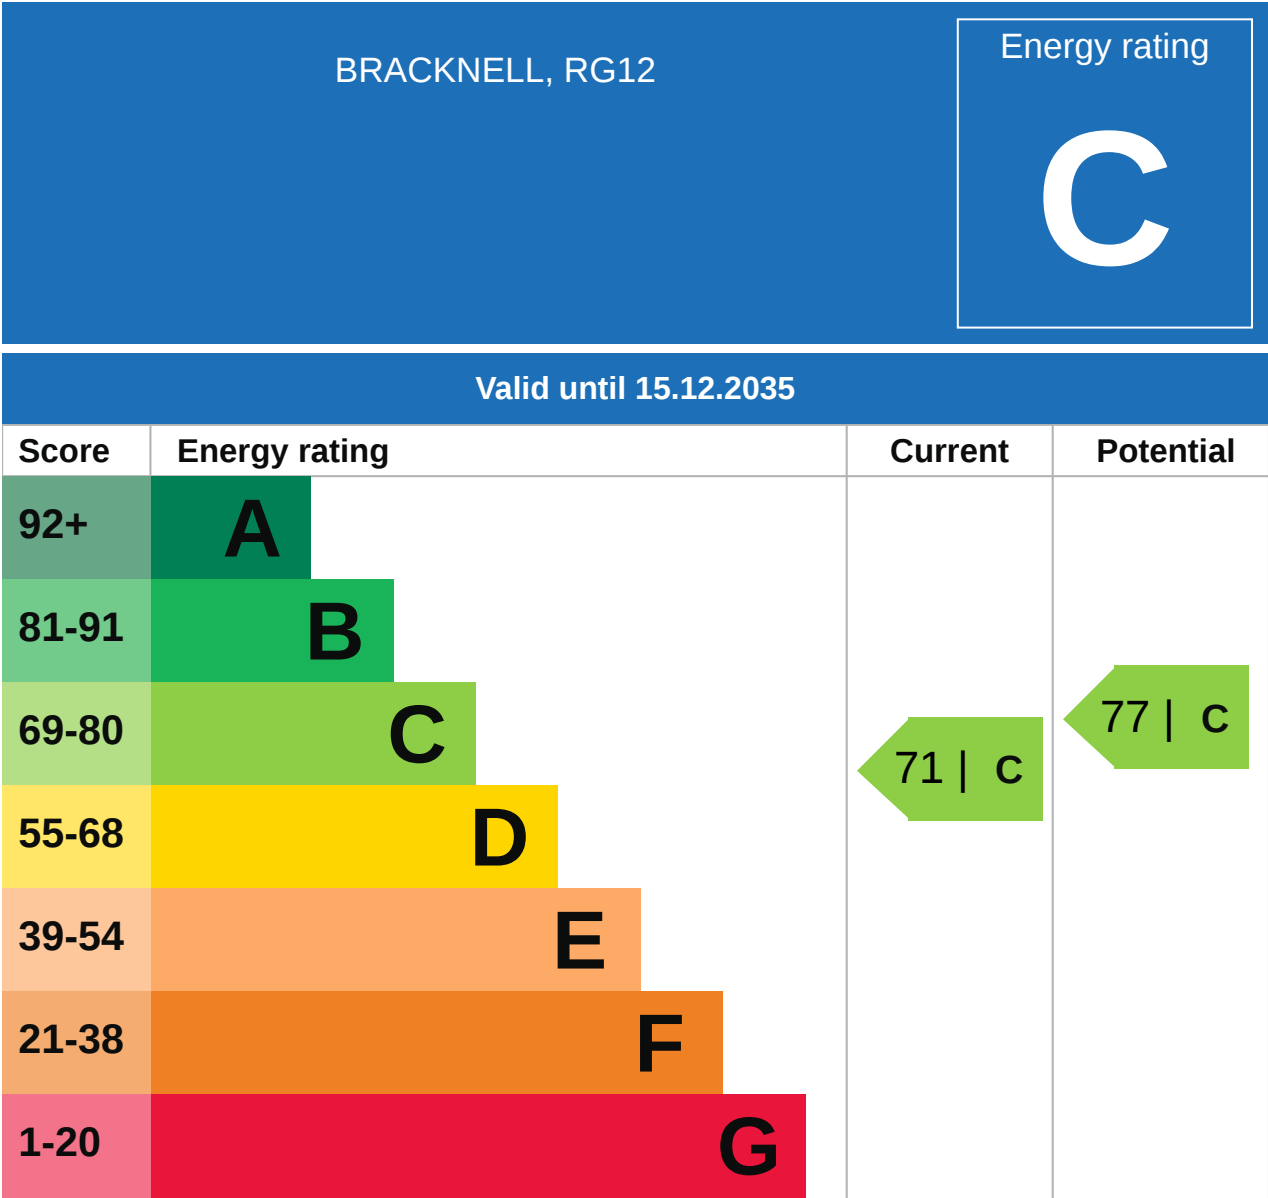 BRACKNELL, RG12
Energy rating
C
Valid until 15.12.2035
Score Energy rating Current Potential
92+ A
81-91 B
69-80 C
71 | C
77 | C
55-68 D
39-54 E
21-38 F
1-20 G